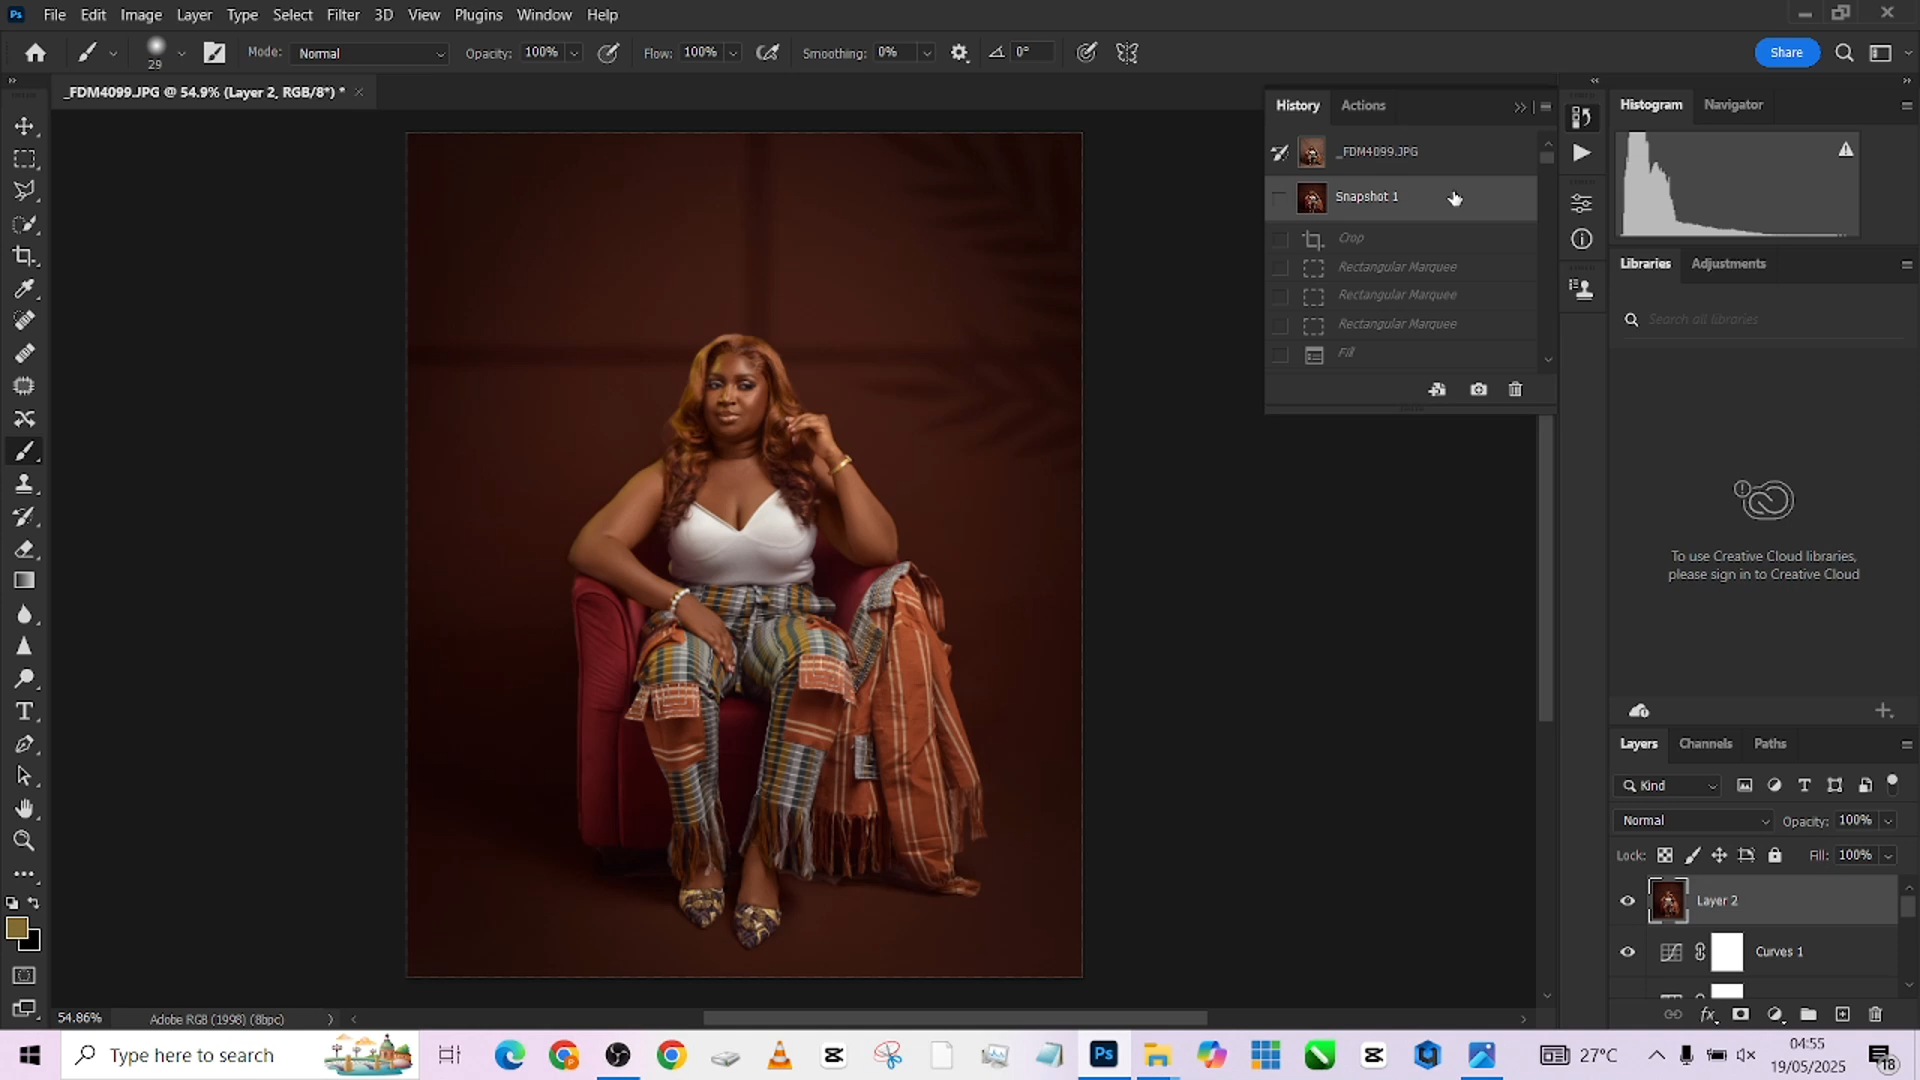 Ps File Edit Image Layer Type Select Filter 3D View Plugins Window Help
29 Mode: Normal Opacity: 100% Flow: 100% Smoothing: 0% 0° Share
_FDM4099.JPG @ 54.9% (Layer 2, RGB/8*) *
History Actions
_FDM4099.JPG
Snapshot 1
Crop
Rectangular Marquee
Rectangular Marquee
Rectangular Marquee
Fill
Histogram Navigator
Libraries Adjustments
Search all libraries
To use Creative Cloud libraries,
please sign in to Creative Cloud
Layers Channels Paths
Kind
Normal Opacity: 100%
Lock: Fill: 100%
Layer 2
Curves 1
54.86% Adobe RGB (1998) (8bpc)
Type here to search
Ps
27°C
04:55
19/05/2025
18